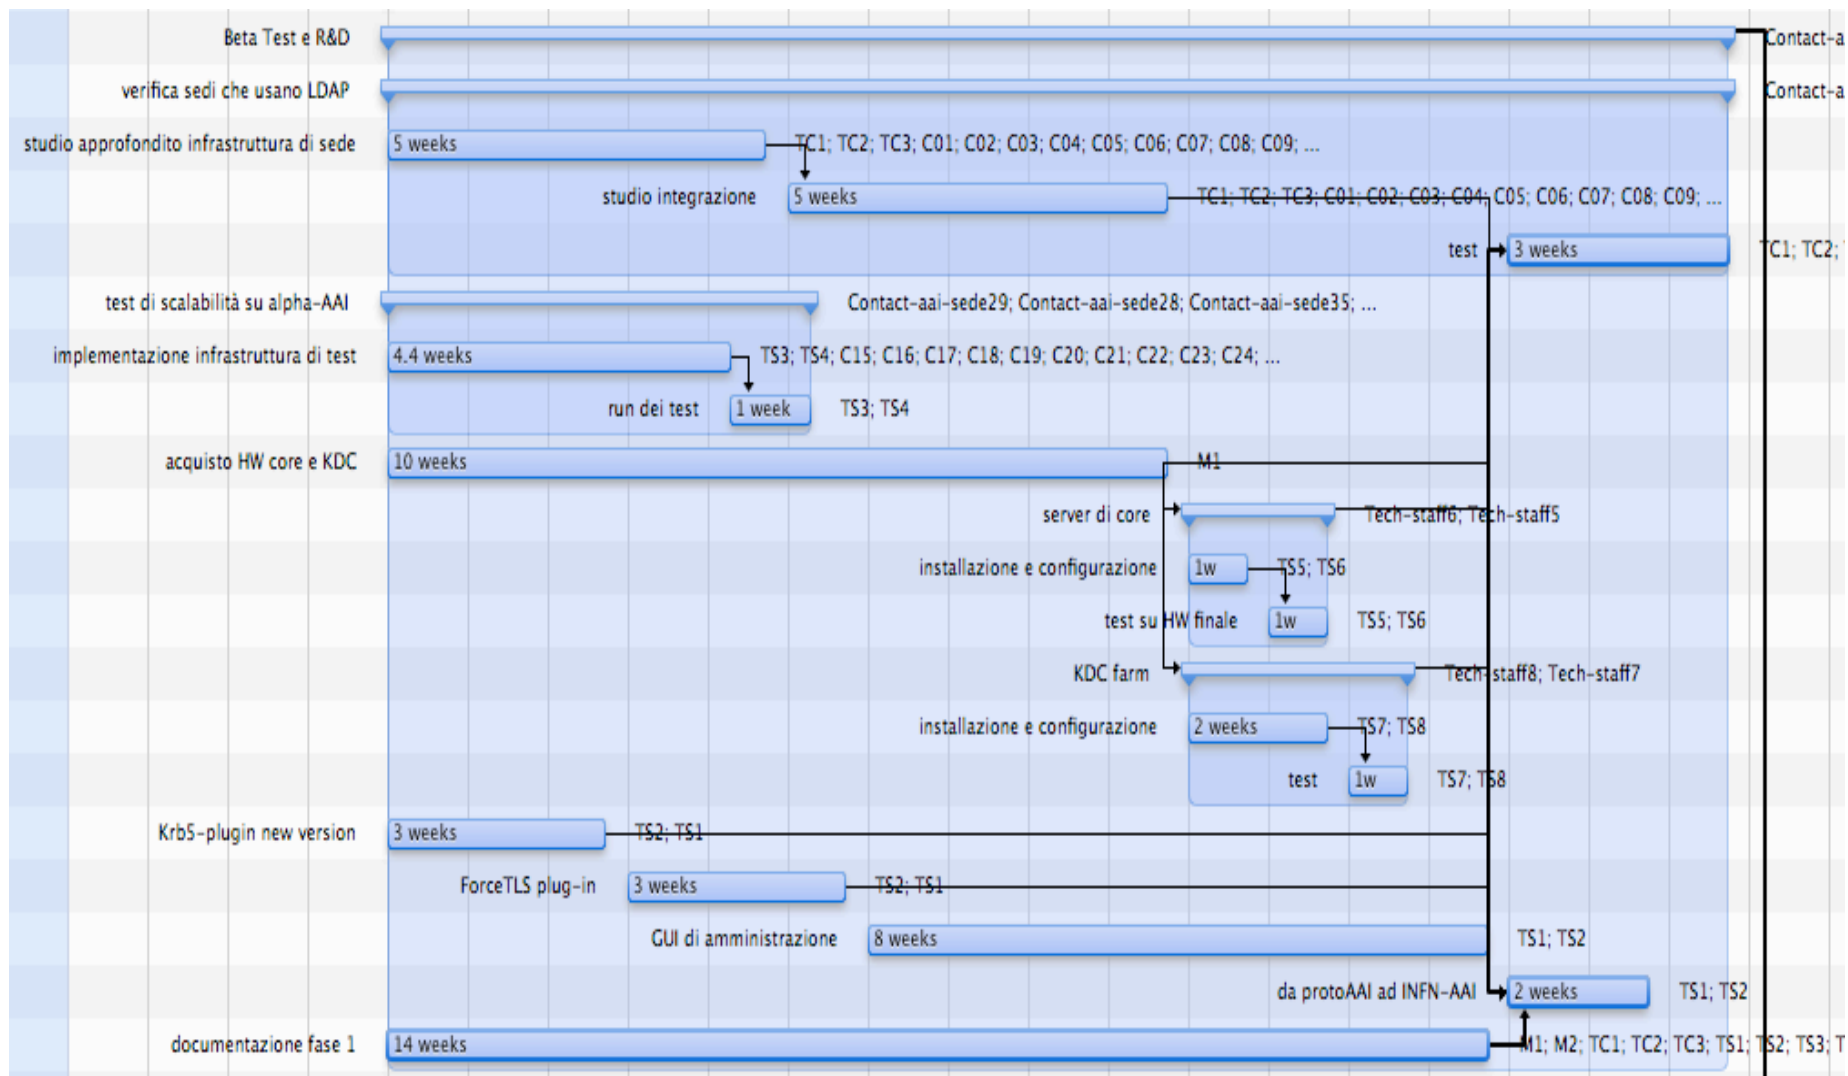 Beta Test e R&D Contact-a
verifica sedi che usano LDAP Contact-a
studio approfondito infrastruttura di sede 5 weeks TC1; TC2; TC3; C01; C02; C03; C04; C05; C06; C07; C08; C09; ...
studio integrazione 5 weeks TC1; TC2; TC3; C01; C02; C03; C04; C05; C06; C07; C08; C09; ...
test 3 weeks TC1; TC2;
test di scalabilità su alpha-AAI Contact-aai-sede29; Contact-aai-sede28; Contact-aai-sede35; ...
implementazione infrastruttura di test 4.4 weeks TS3; TS4; C15; C16; C17; C18; C19; C20; C21; C22; C23; C24; ...
run dei test 1 week TS3; TS4
acquisto HW core e KDC 10 weeks M1
server di core Tech-staff6; Tech-staff5
installazione e configurazione 1w TS5; TS6
test su HW finale 1w TS5; TS6
KDC farm Tech-staff8; Tech-staff7
installazione e configurazione 2 weeks TS7; TS8
test 1w TS7; TS8
Krb5-plugin new version 3 weeks TS2; TS1
ForceTLS plug-in 3 weeks TS2; TS1
GUI di amministrazione 8 weeks TS1; TS2
da protoAAI ad INFN-AAI 2 weeks TS1; TS2
documentazione fase 1 14 weeks M1; M2; TC1; TC2; TC3; TS1; TS2; TS3; T